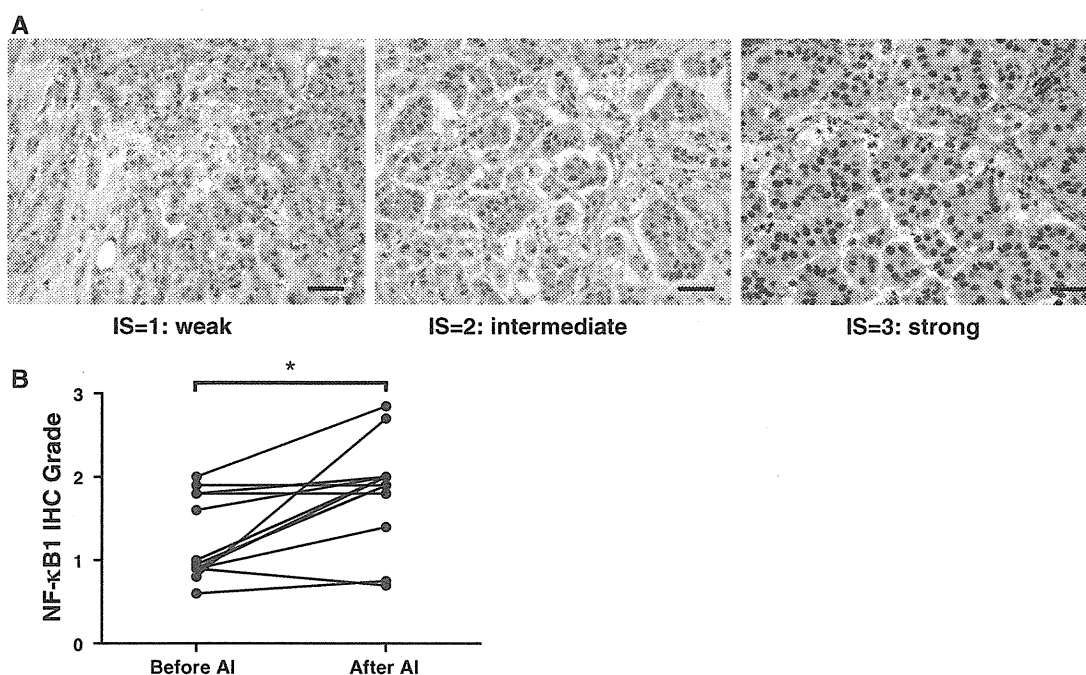 A
IS=1: weak
IS=2: intermediate
IS=3: strong
B
*
3
2
1
0
NF-κB1 IHC Grade
Before AI
After AI